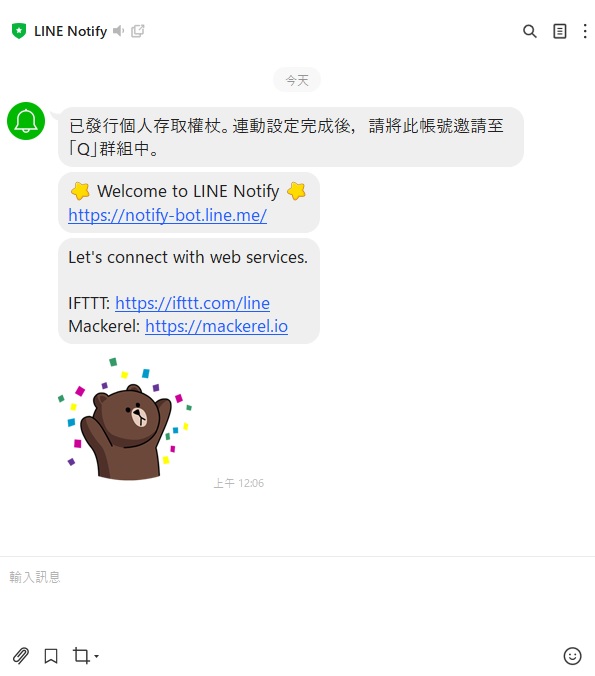 LINE Notify
今天
已發行個人存取權杖。連動設定完成後，請將此帳號邀請至
「Q」群組中。
Welcome to LINE Notify
https://notify-bot.line.me/
Let's connect with web services.
IFTTT: https://ifttt.com/line
Mackerel: https://mackerel.io
上午 12:06
輸入訊息